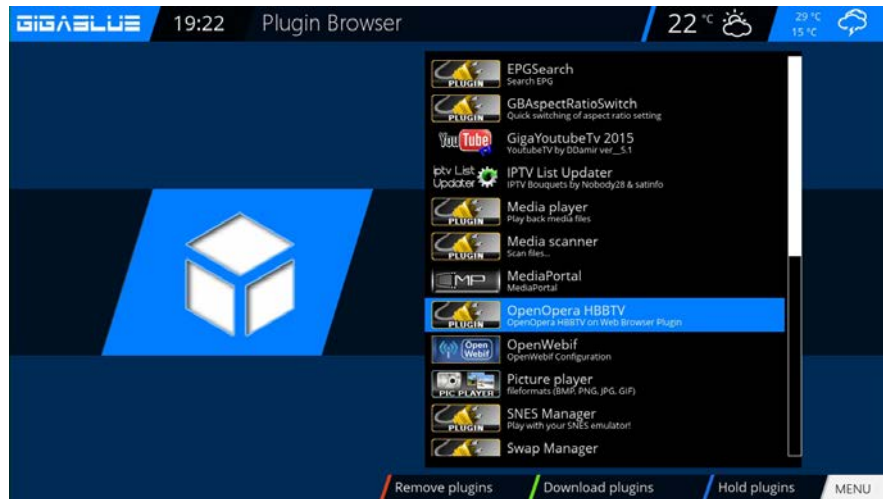 GIGABLUE
19:22
Plugin Browser
22 °C
29 °C
15 °C
PLUGIN
EPGSearch
Search EPG
PLUGIN
GBAspectRatioSwitch
Quick switching of aspect ratio setting
YouTube
GigaYoutubeTv 2015
YoutubeTV by DDamir ver__5.1
iptv List
Updater
IPTV List Updater
IPTV Bouquets by Nobody28 & satinfo
PLUGIN
Media player
Play back media files
PLUGIN
Media scanner
Scan files...
MP
MediaPortal
MediaPortal
PLUGIN
OpenOpera HBBTV
OpenOpera HBBTV on Web Browser Plugin
Open
Webif
OpenWebif
OpenWebif Configuration
PIC PLAYER
Picture player
fileformats (BMP, PNG, JPG, GIF)
PLUGIN
SNES Manager
Play with your SNES emulator!
Swap Manager
Remove plugins
Download plugins
Hold plugins
MENU